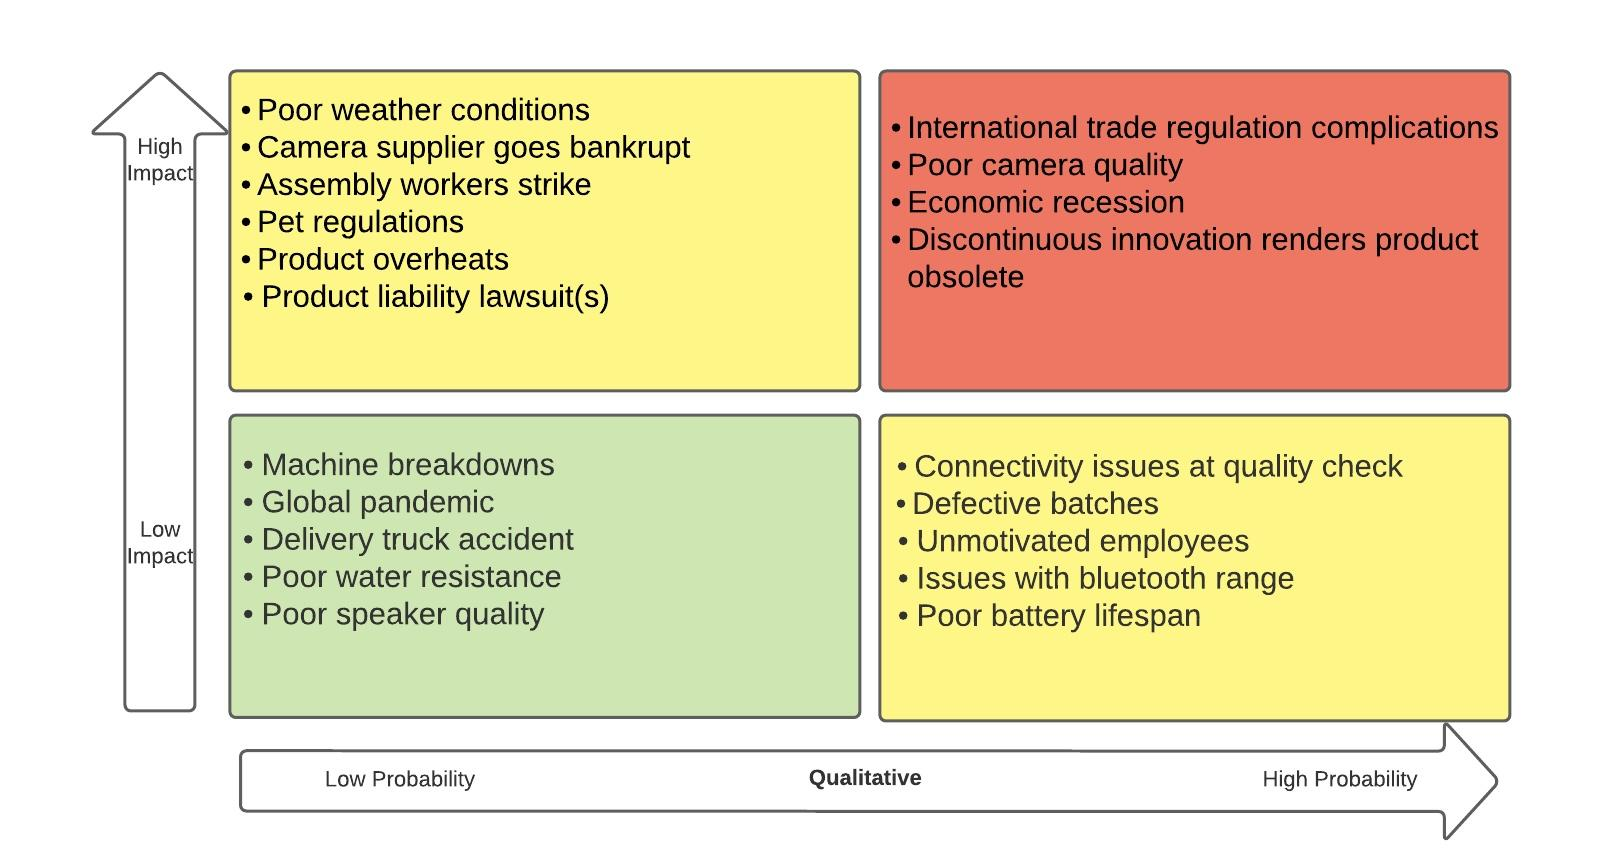 High
Impact
• Poor weather conditions
• Camera supplier goes bankrupt
• Assembly workers strike
• Pet regulations
• Product overheats
• Product liability lawsuit(s)
• International trade regulation complications
• Poor camera quality
• Economic recession
• Discontinuous innovation renders product
obsolete
Low
Impact
• Machine breakdowns
• Global pandemic
• Delivery truck accident
• Poor water resistance
• Poor speaker quality
• Connectivity issues at quality check
• Defective batches
• Unmotivated employees
• Issues with bluetooth range
• Poor battery lifespan
Low Probability
Qualitative
High Probability